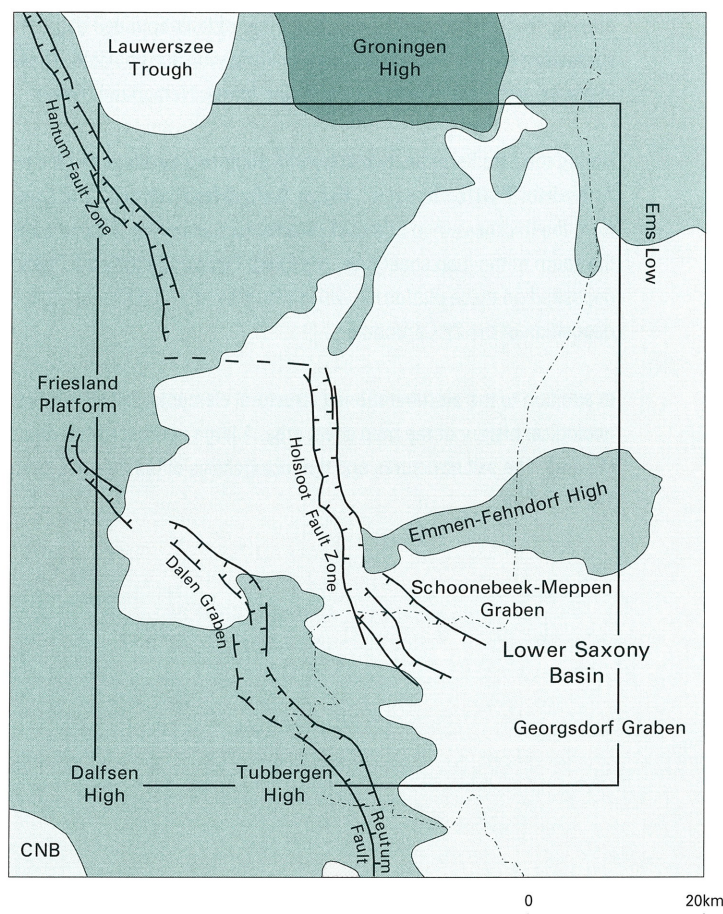 Lauwerszee
Trough
Groningen
High
Hantum Fault Zone
Ems Low
Friesland
Platform
Holsloot Fault Zone
Emmen-Fehndorf High
Dalen Graben
Schoonebeek-Meppen
Graben
Lower Saxony
Basin
Georgsdorf Graben
Dalfsen
High
Tubbergen
High
Reutum
Fault
CNB
0 20km